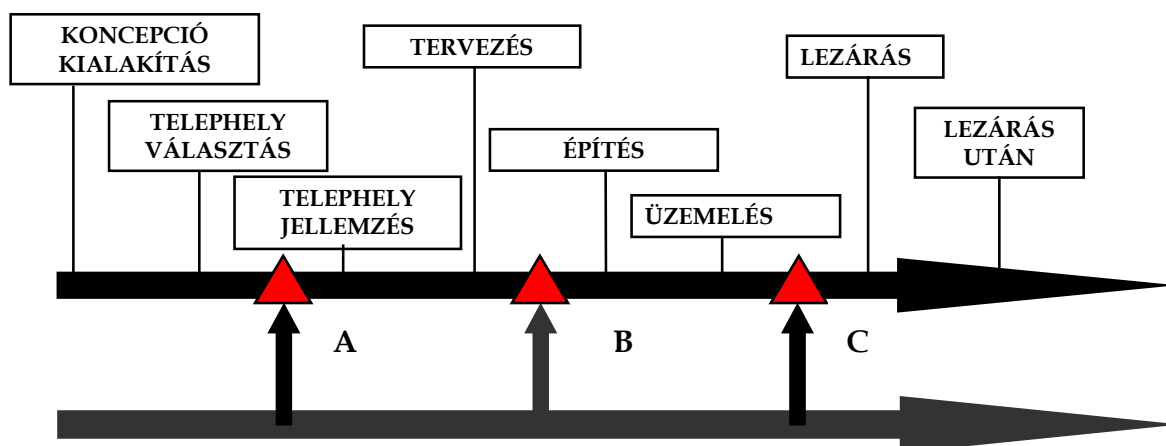 KONCEPCIÓ
KIALAKÍTÁS
TELEPHELY
VÁLASZTÁS
TELEPHELY
JELLEMZÉS
TERVEZÉS
ÉPÍTÉS
ÜZEMELÉS
LEZÁRÁS
LEZÁRÁS
UTÁN
A
B
C